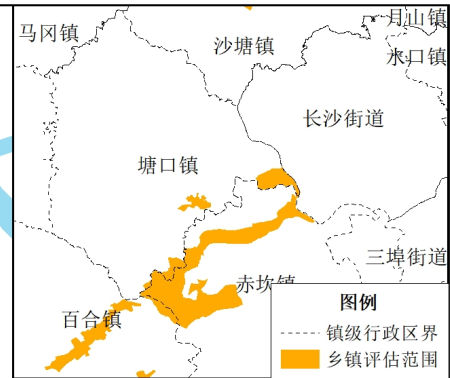 月山镇
马冈镇
沙塘镇
水口镇
长沙街道
塘口镇
三埠街道
赤坎镇
百合镇
图例
镇级行政区界
乡镇评估范围